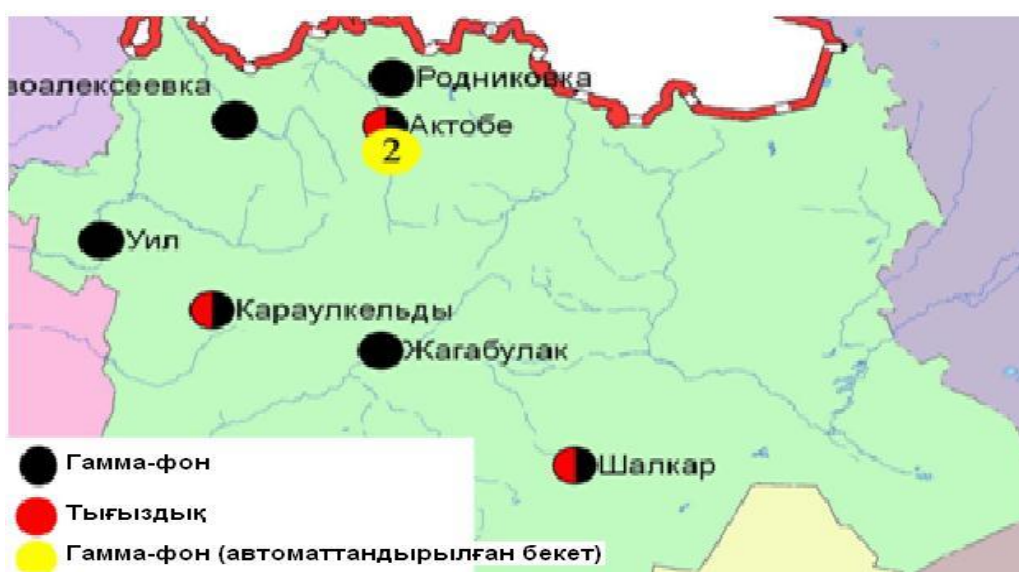 Родниковка
воалексеевка
Актобе
2
Уил
Караулкельды
Жагабулак
Шалкар
Гамма-фон
Тығыздық
Гамма-фон (автоматтандырылған бекет)